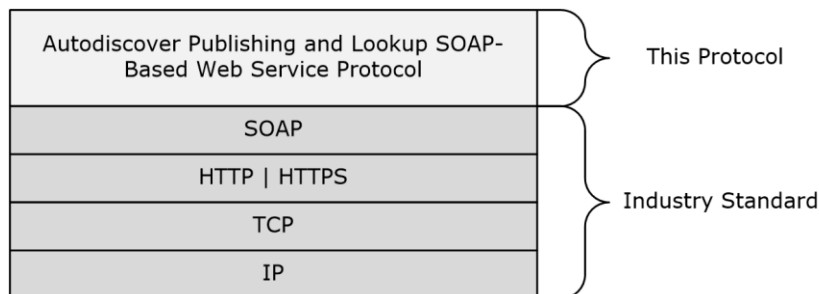 Autodiscover Publishing and Lookup SOAP-
Based Web Service Protocol
This Protocol
SOAP
HTTP | HTTPS
TCP
IP
Industry Standard